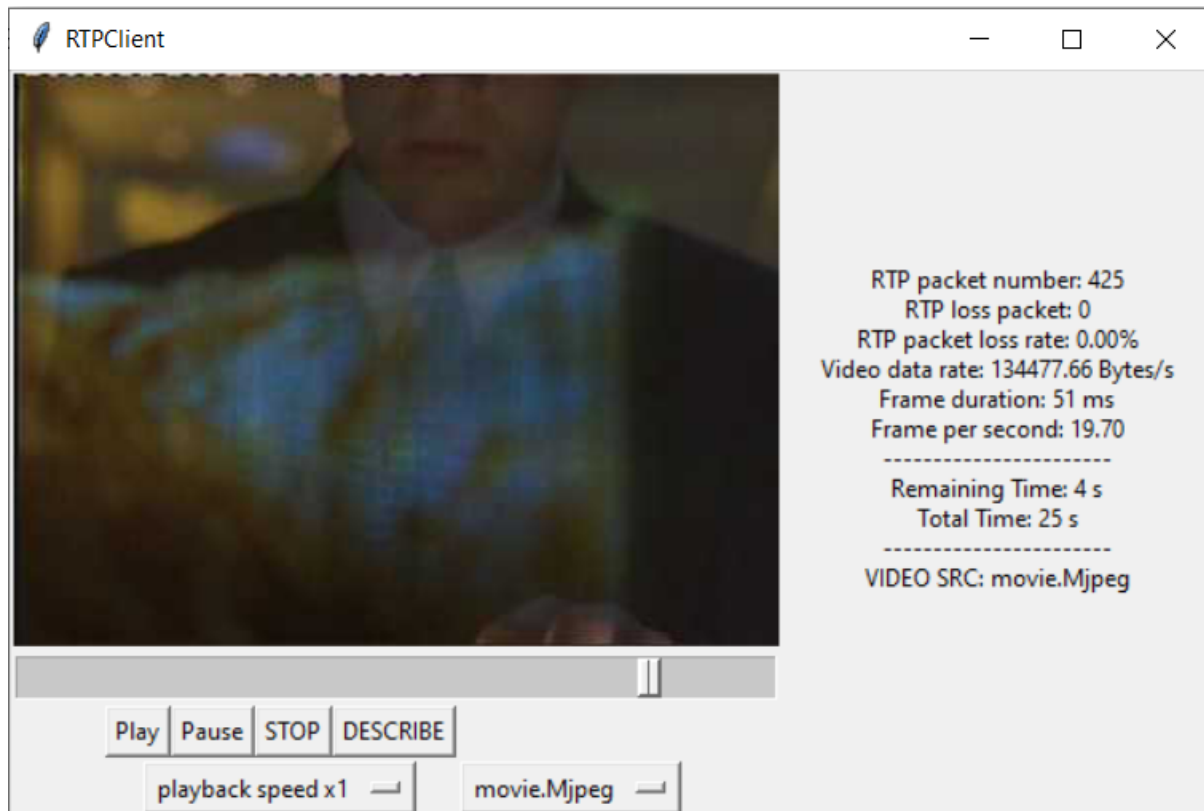 RTPClient
RTP packet number: 425
RTP loss packet: 0
RTP packet loss rate: 0.00%
Video data rate: 134477.66 Bytes/s
Frame duration: 51 ms
Frame per second: 19.70
-----------------------
Remaining Time: 4 s
Total Time: 25 s
-----------------------
VIDEO SRC: movie.Mjpeg
Play Pause STOP DESCRIBE
playback speed x1 movie.Mjpeg